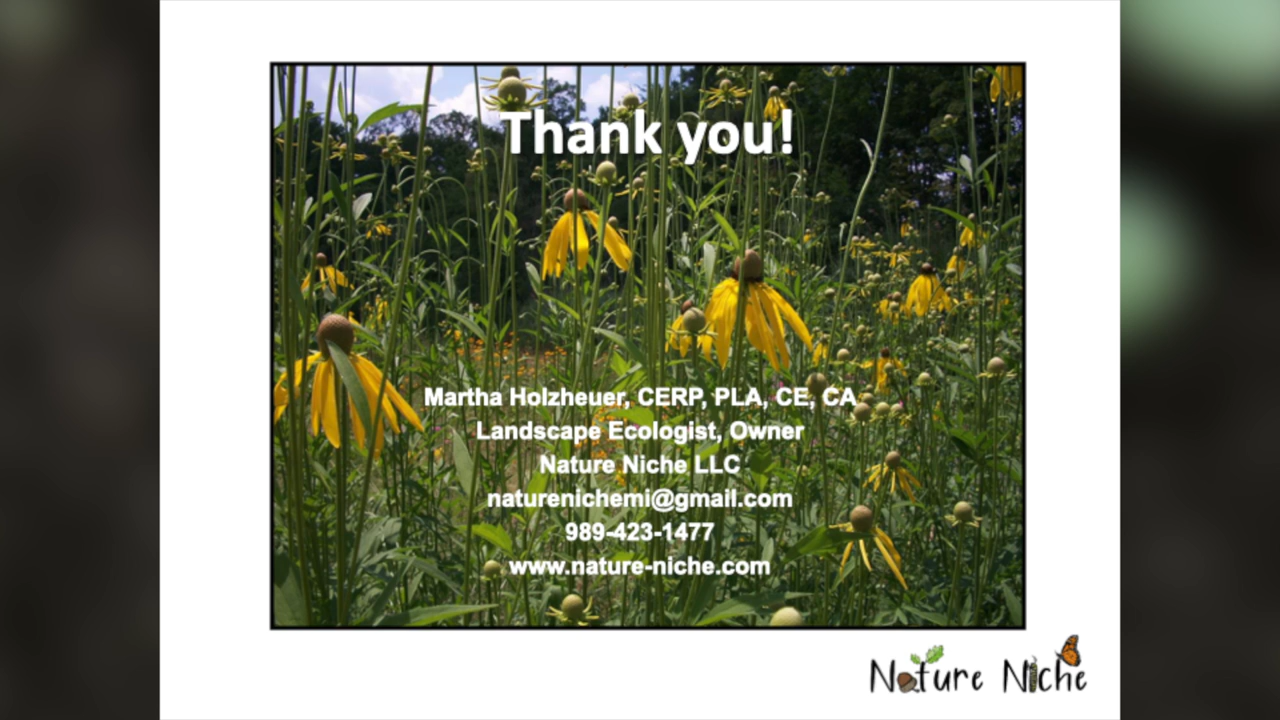 Thank you!
Martha Holzheuer, CERP, PLA, CE, CA
Landscape Ecologist, Owner
Nature Niche LLC
naturenichemi@gmail.com
989-423-1477
www.nature-niche.com
Nature Niche